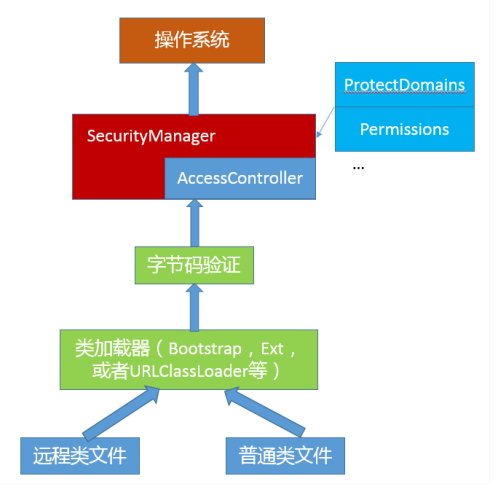 操作系统
SecurityManager
AccessController
ProtectDomains
Permissions
...
字节码验证
类加载器（Bootstrap，Ext，
或者URLClassLoader等）
远程类文件
普通类文件